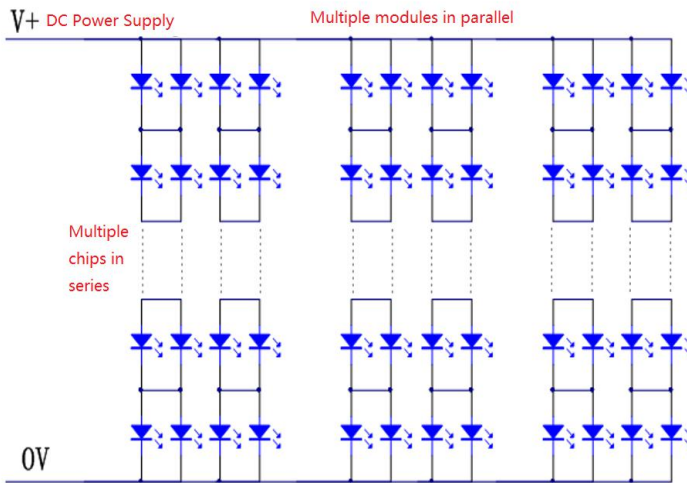 V+ DC Power Supply
Multiple modules in parallel
Multiple
chips in
series
0V